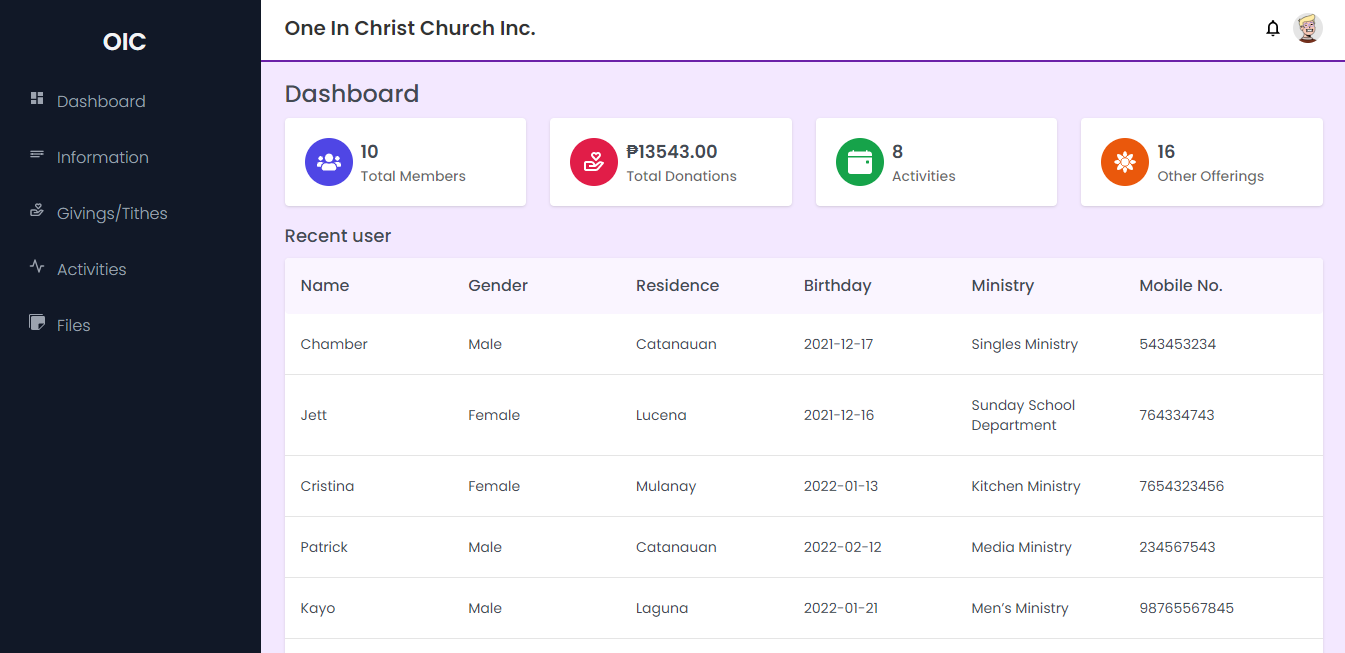 OIC
Dashboard
Information
Givings/Tithes
Activities
Files
One In Christ Church Inc.
Dashboard
10
Total Members
₱13543.00
Total Donations
8
Activities
16
Other Offerings
Recent user
Name Gender Residence Birthday Ministry Mobile No.
Chamber Male Catanauan 2021-12-17 Singles Ministry 543453234
Jett Female Lucena 2021-12-16 Sunday School Department 764334743
Cristina Female Mulanay 2022-01-13 Kitchen Ministry 7654323456
Patrick Male Catanauan 2022-02-12 Media Ministry 234567543
Kayo Male Laguna 2022-01-21 Men’s Ministry 98765567845